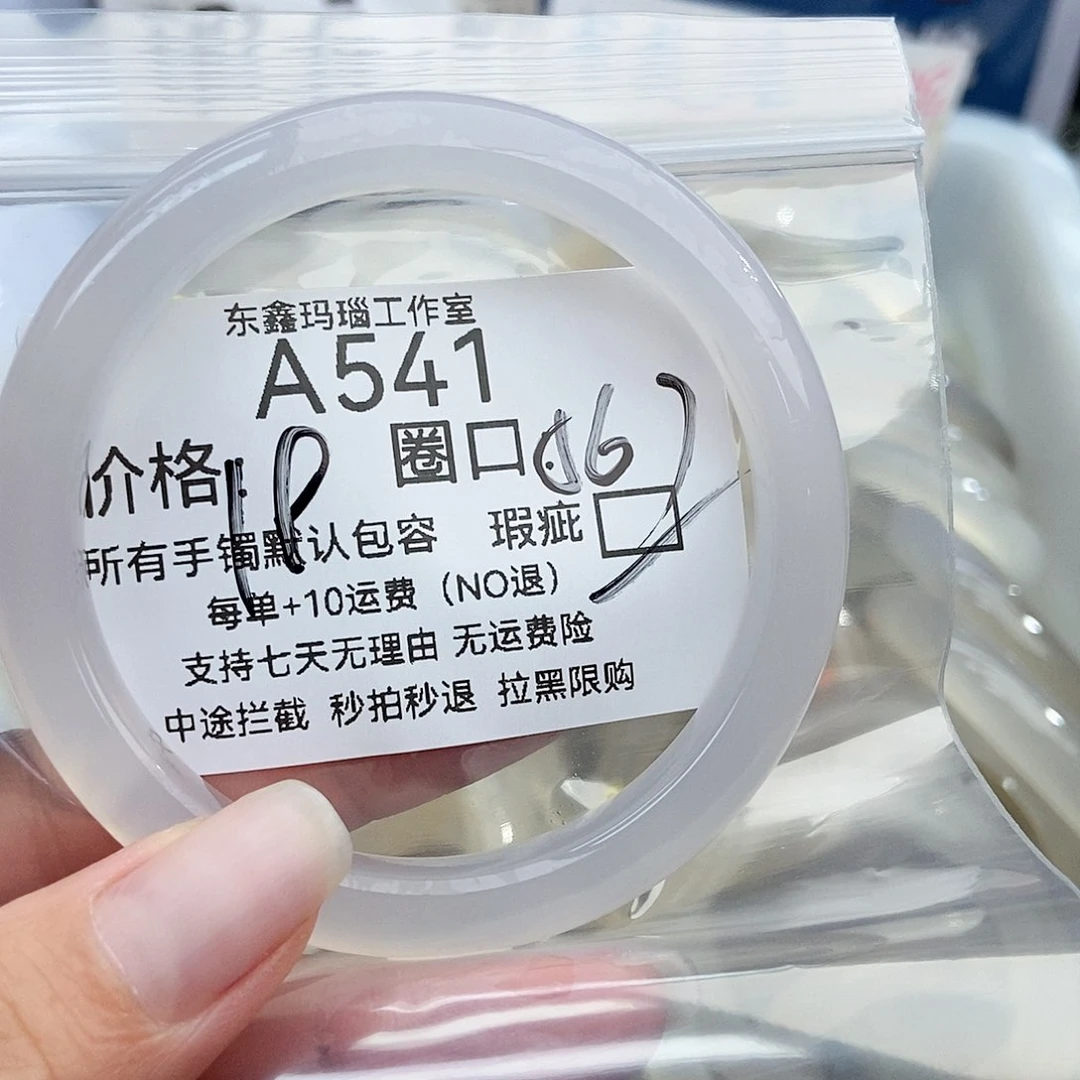 东鑫玛瑙工作室
A541
价格: 圈口 56
所有手镯默认包容 瑕疵
每单+10运费（NO退）
支持七天无理由 无运费险
中途拦截 秒拍秒退 拉黑限购